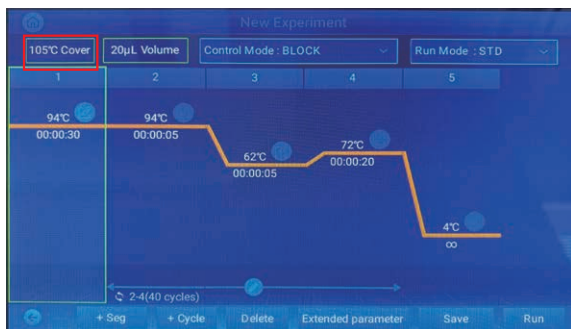 New Experiment
105℃ Cover
20μL Volume
Control Mode : BLOCK
Run Mode : STD
1
2
3
4
5
94℃
00:00:30
94℃
00:00:05
62℃
00:00:05
72℃
00:00:20
4℃
∞
2-4(40 cycles)
+ Seg
+ Cycle
Delete
Extended parameter
Save
Run